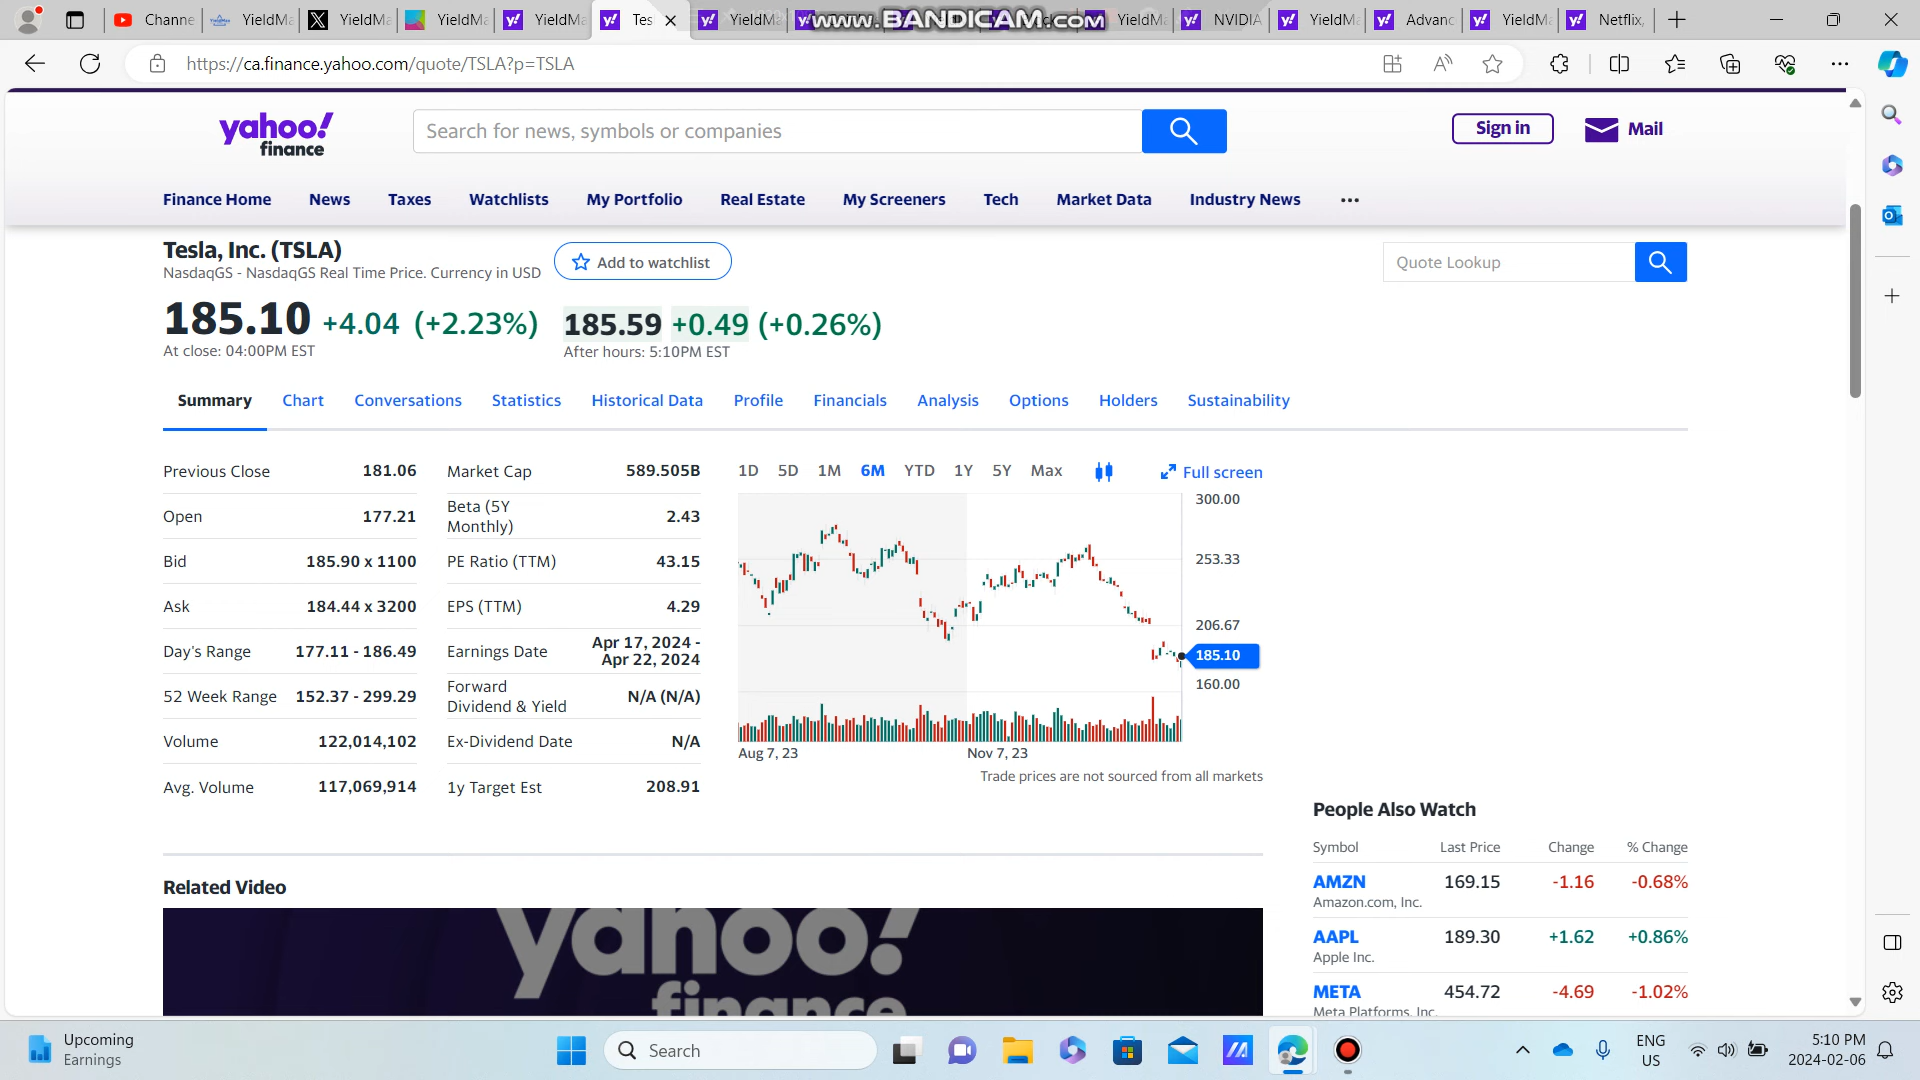 Channe
YieldMa
YieldMa
YieldMa
YieldMa
Tes
YieldMa
www.BANDICAM.com
YieldMa
NVIDIA
YieldMa
Advanc
YieldMa
Netflix,
https://ca.finance.yahoo.com/quote/TSLA?p=TSLA
yahoo!
finance
Search for news, symbols or companies
Sign in
Mail
Finance Home News Taxes Watchlists My Portfolio Real Estate My Screeners Tech Market Data Industry News ...
Tesla, Inc. (TSLA)
NasdaqGS - NasdaqGS Real Time Price. Currency in USD
Add to watchlist
Quote Lookup
185.10 +4.04 (+2.23%)
At close: 04:00PM EST
185.59 +0.49 (+0.26%)
After hours: 5:10PM EST
Summary Chart Conversations Statistics Historical Data Profile Financials Analysis Options Holders Sustainability
Previous Close 181.06
Open 177.21
Bid 185.90 x 1100
Ask 184.44 x 3200
Day's Range 177.11 - 186.49
52 Week Range 152.37 - 299.29
Volume 122,014,102
Avg. Volume 117,069,914
Market Cap 589.505B
Beta (5Y
Monthly) 2.43
PE Ratio (TTM) 43.15
EPS (TTM) 4.29
Earnings Date Apr 17, 2024 -
Apr 22, 2024
Forward
Dividend & Yield N/A (N/A)
Ex-Dividend Date N/A
1y Target Est 208.91
1D 5D 1M 6M YTD 1Y 5Y Max
Full screen
300.00
253.33
206.67
185.10
160.00
Aug 7, 23
Nov 7, 23
Trade prices are not sourced from all markets
People Also Watch
Symbol Last Price Change % Change
AMZN 169.15 -1.16 -0.68%
Amazon.com, Inc.
AAPL 189.30 +1.62 +0.86%
Apple Inc.
META 454.72 -4.69 -1.02%
Meta Platforms, Inc.
Related Video
yahoo!
finance
Upcoming
Earnings
Search
ENG
US
5:10 PM
2024-02-06